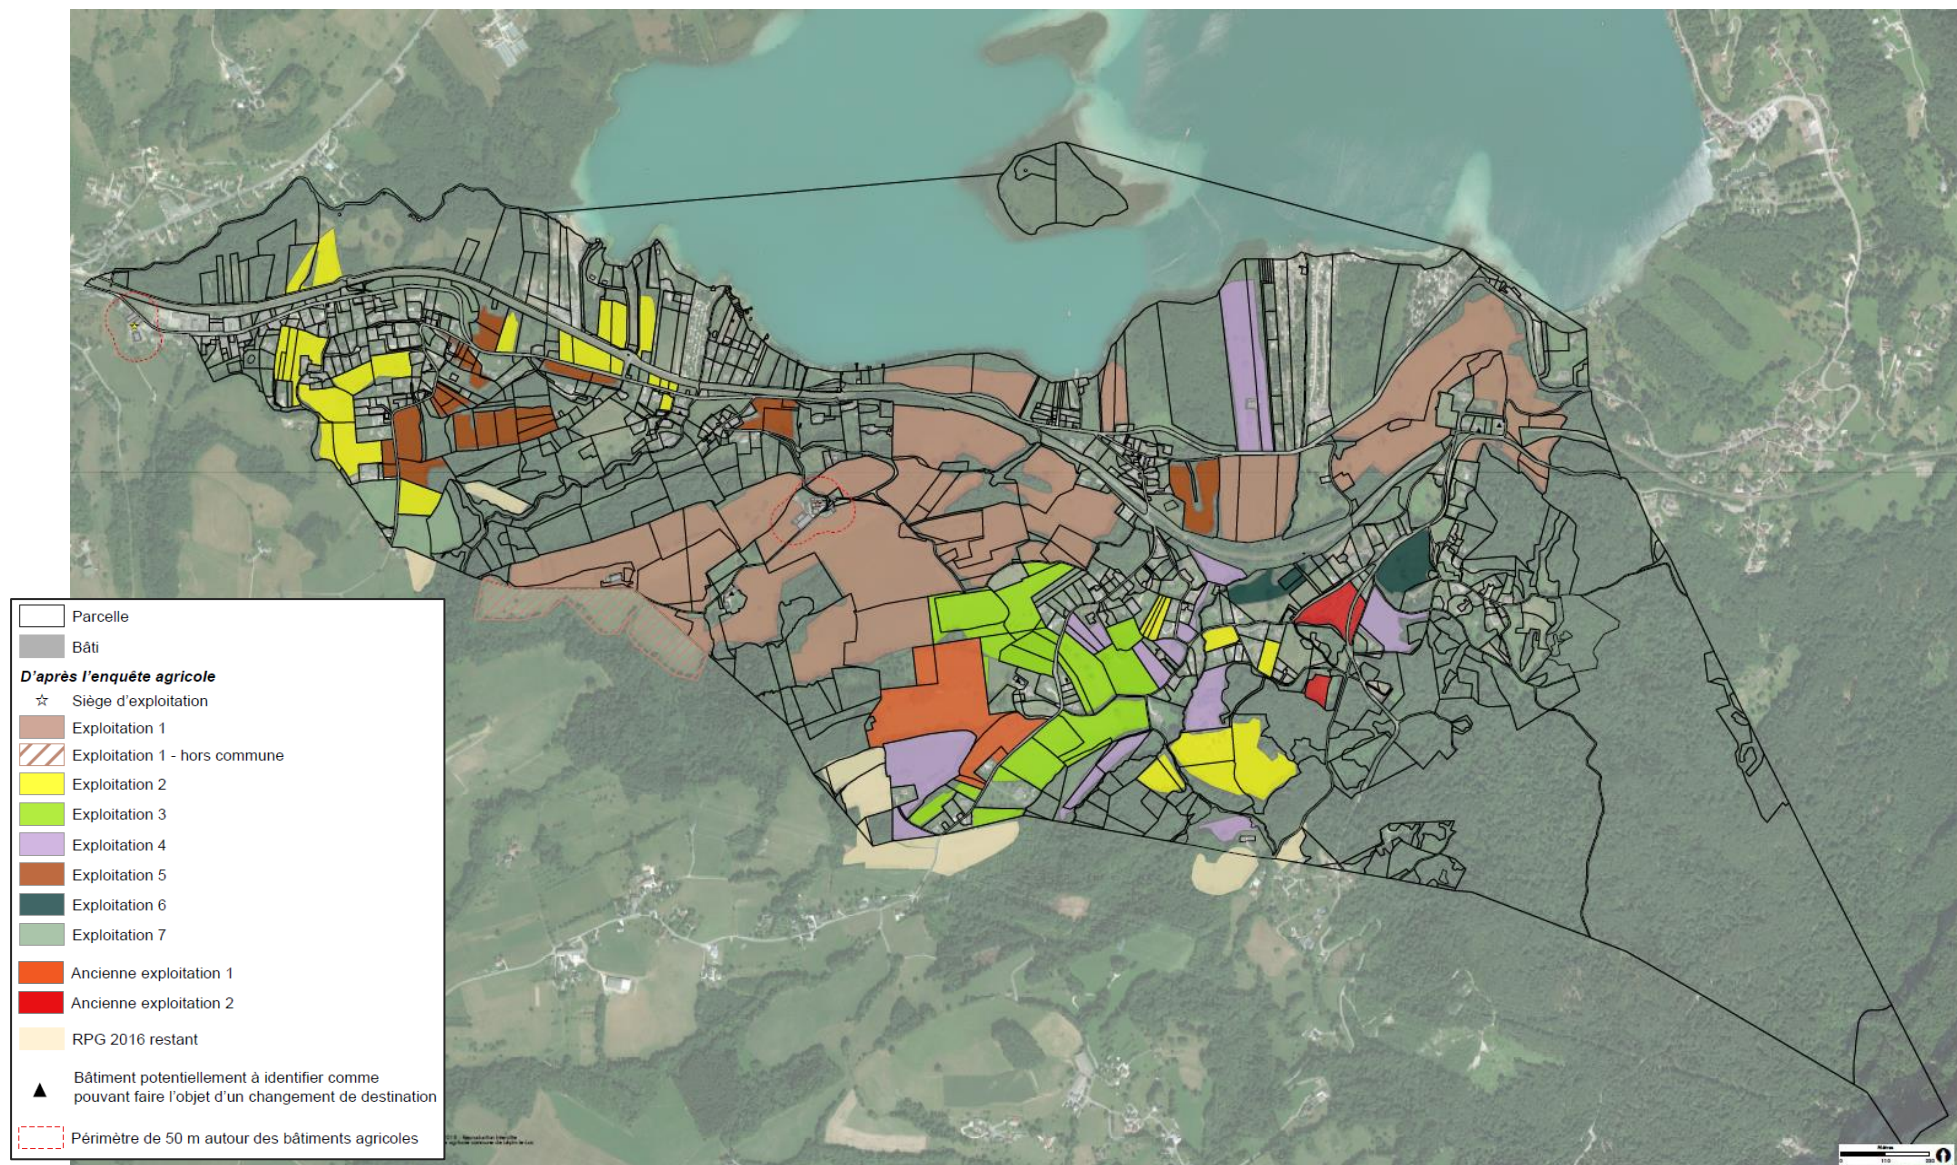 Parcelle
Bâti
D'après l'enquête agricole
Siège d'exploitation
Exploitation 1
Exploitation 1 - hors commune
Exploitation 2
Exploitation 3
Exploitation 4
Exploitation 5
Exploitation 6
Exploitation 7
Ancienne exploitation 1
Ancienne exploitation 2
RPG 2016 restant
Bâtiment potentiellement à identifier comme
pouvant faire l'objet d'un changement de destination
Périmètre de 50 m autour des bâtiments agricoles